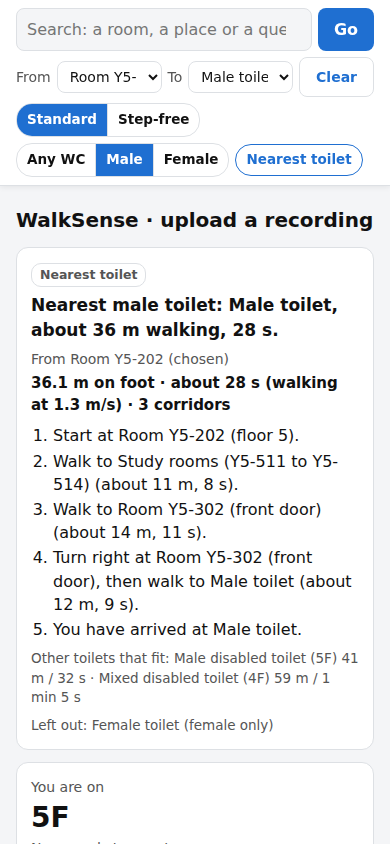 Search: a room, a place or a que
Go
From
Room Y5-
To
Male toile
Clear
Standard
Step-free
Any WC
Male
Female
Nearest toilet
WalkSense · upload a recording
Nearest toilet
Nearest male toilet: Male toilet,
about 36 m walking, 28 s.
From Room Y5-202 (chosen)
36.1 m on foot · about 28 s (walking
at 1.3 m/s) · 3 corridors
1. Start at Room Y5-202 (floor 5).
2. Walk to Study rooms (Y5-511 to Y5-
514) (about 11 m, 8 s).
3. Walk to Room Y5-302 (front door)
(about 14 m, 11 s).
4. Turn right at Room Y5-302 (front
door), then walk to Male toilet (about
12 m, 9 s).
5. You have arrived at Male toilet.
Other toilets that fit: Male disabled toilet (5F) 41
m / 32 s · Mixed disabled toilet (4F) 59 m / 1
min 5 s
Left out: Female toilet (female only)
You are on
5F